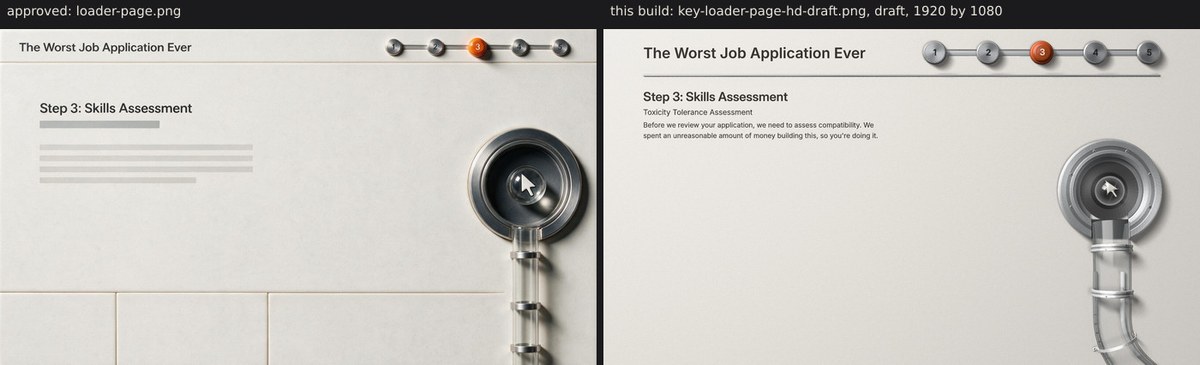 approved: loader-page.png
The Worst Job Application Ever
3
Step 3: Skills Assessment
this build: key-loader-page-hd-draft.png, draft, 1920 by 1080
The Worst Job Application Ever
1 2 3 4 5
Step 3: Skills Assessment
Toxicity Tolerance Assessment
Before we review your application, we need to assess compatibility. We
spent an unreasonable amount of money building this, so you're doing it.